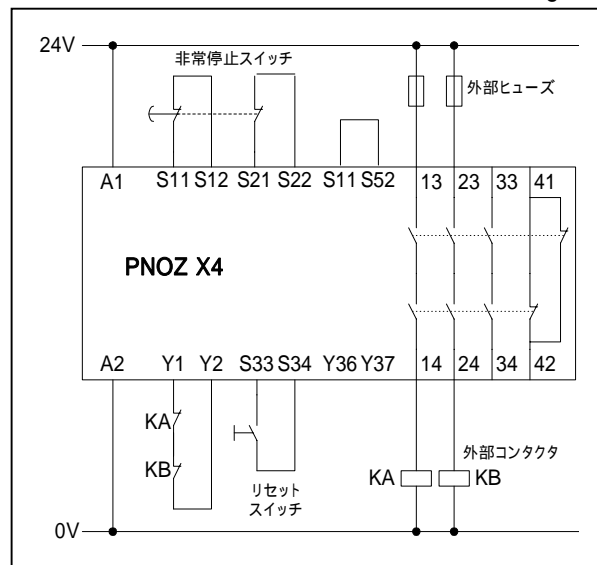 24V
非常停止スイッチ
外部ヒューズ
A1 S11 S12 S21 S22 S11 S52 13 23 33 41
PNOZ X4
A2 Y1 Y2 S33 S34 Y36 Y37 14 24 34 42
KA
KB
リセット
スイッチ
外部コンタクタ
KA KB
0V